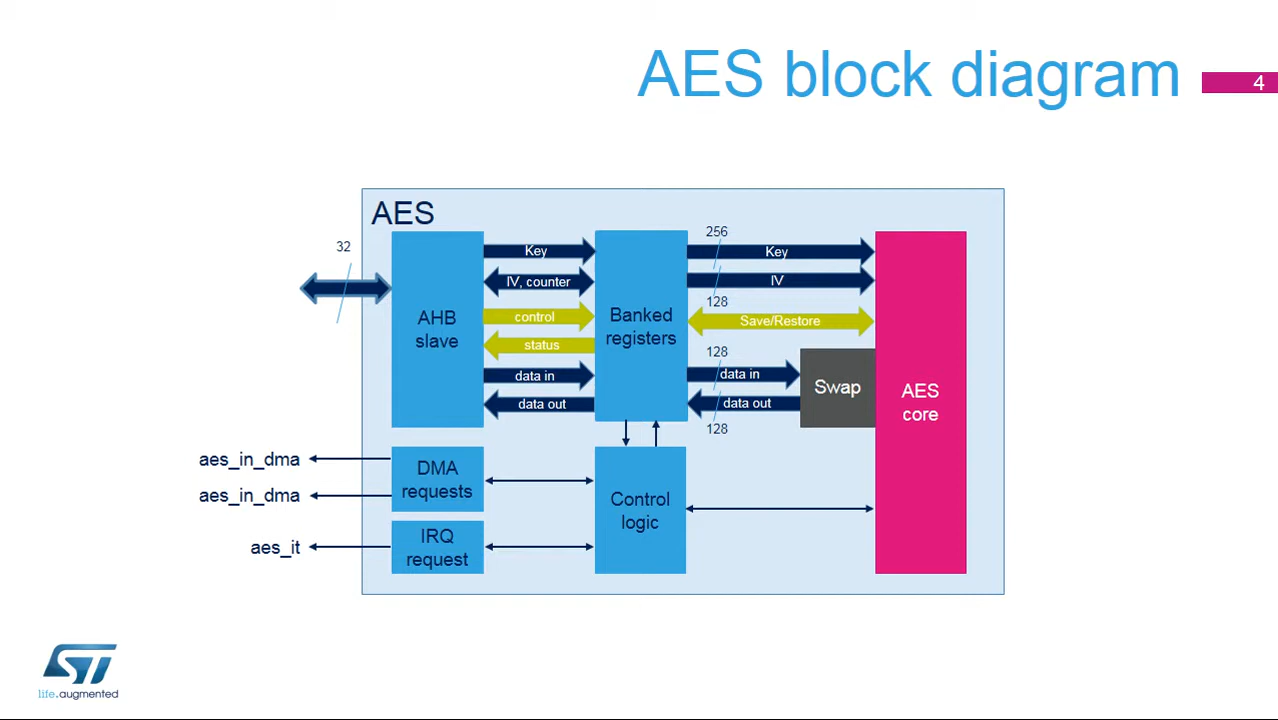 AES block diagram
4
AES
32
256
Key
Key
IV, counter
IV
128
AHB
slave
control
Banked
registers
Save/Restore
status
128
data in
data in
Swap
AES
core
data out
data out
128
aes_in_dma
DMA
requests
aes_in_dma
Control
logic
aes_it
IRQ
request
ST
life.augmented